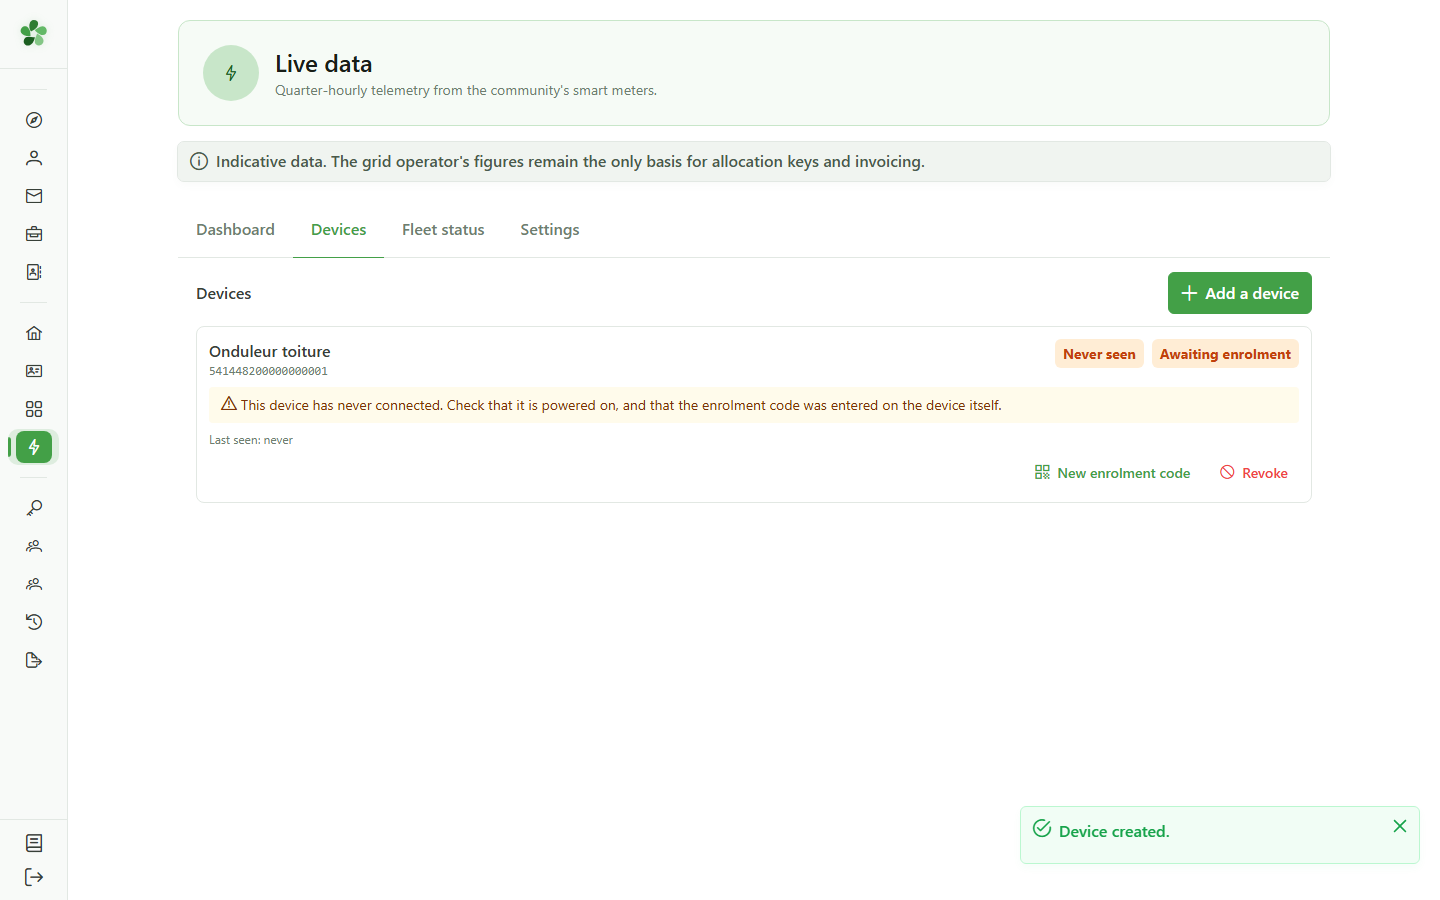 Live data
Quarter-hourly telemetry from the community's smart meters.
Indicative data. The grid operator's figures remain the only basis for allocation keys and invoicing.
Dashboard
Devices
Fleet status
Settings
Devices
Add a device
Onduleur toiture
Never seen
Awaiting enrolment
541448200000000001
This device has never connected. Check that it is powered on, and that the enrolment code was entered on the device itself.
Last seen: never
New enrolment code
Revoke
Device created.